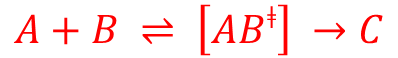 A + B ⇌ [AB‡] → C